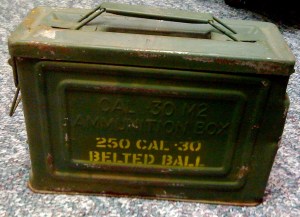 CAL .30 M2
AMMUNITION BOX
250 CAL .30
BELTED BALL